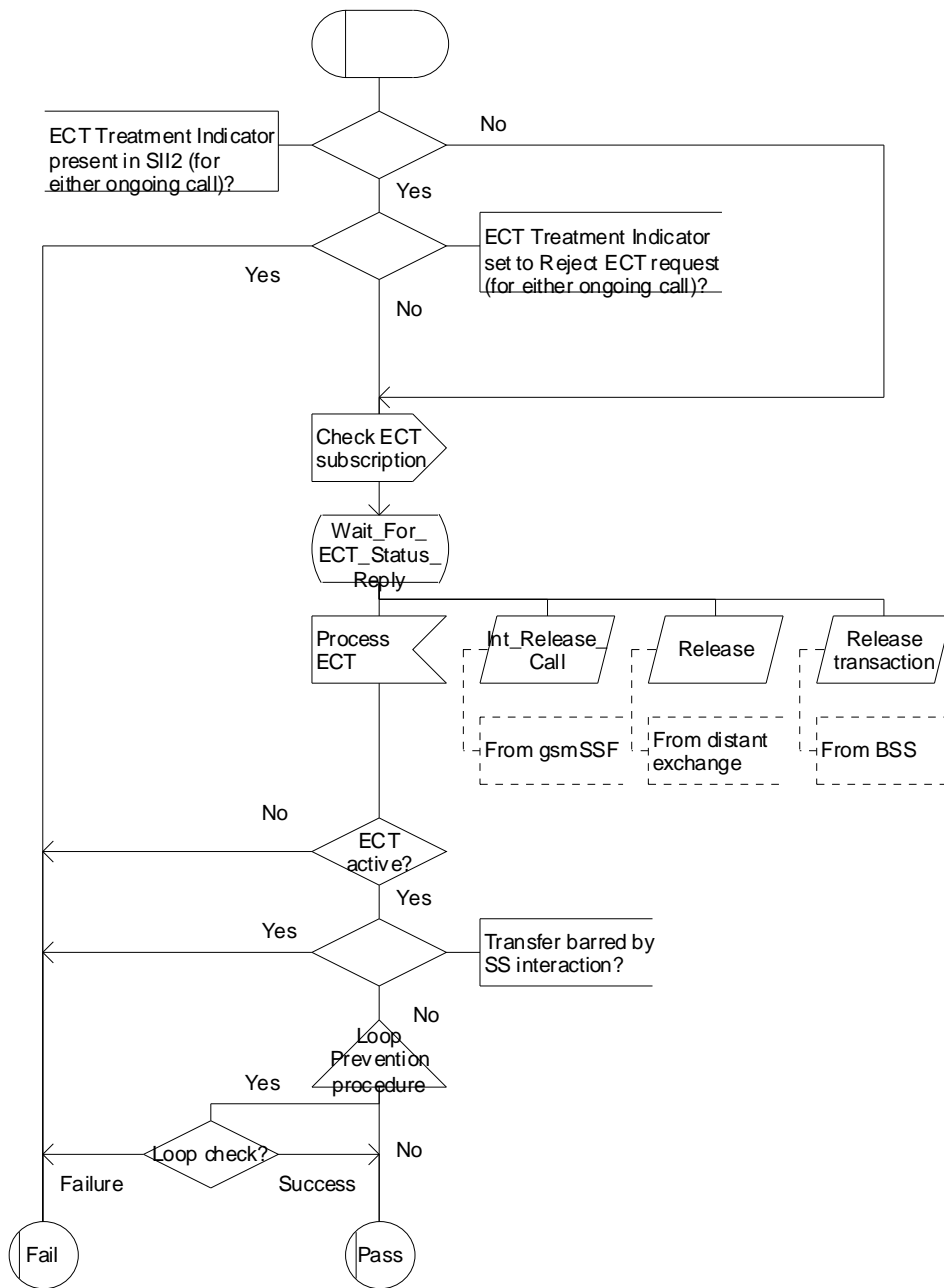 No
ECT Treatment Indicator
present in SII2 (for
either ongoing call)?
Yes
ECT Treatment Indicator
set to Reject ECT request
(for either ongoing call)?
Yes
No
Check ECT
subscription
Wait_For_
ECT_Status_
Reply
Process
ECT
Int_Release_
Call
Release
Release
transaction
From gsmSSF
From distant
exchange
From BSS
No
ECT
active?
Yes
Yes
Transfer barred by
SS interaction?
No
Loop
Prevention
procedure
Yes
Loop check?
No
Failure
Success
Fail
Pass